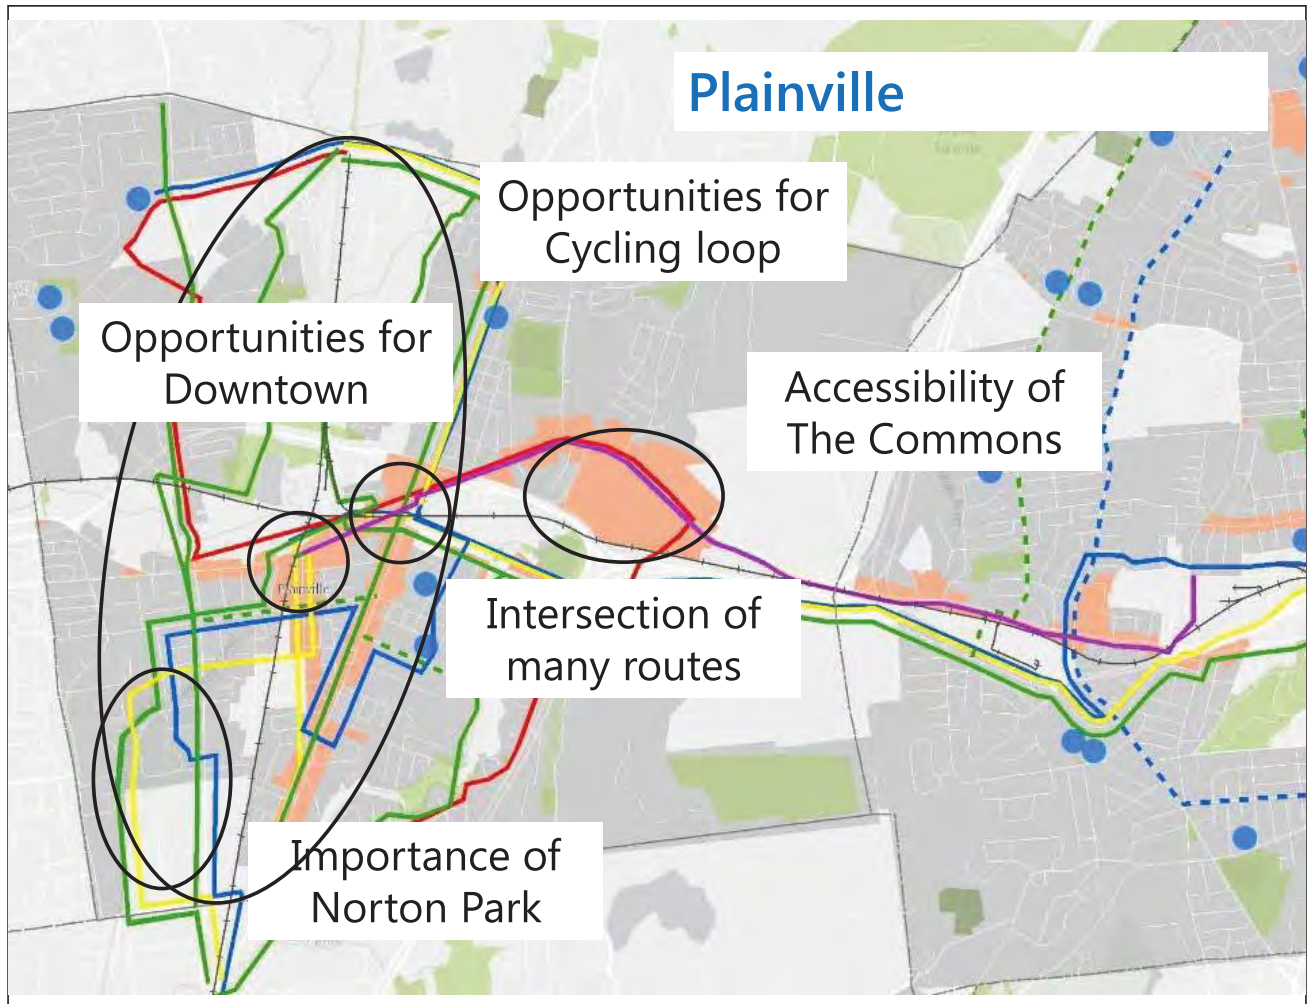 Plainville
Opportunities for
Cycling loop
Opportunities for
Downtown
Accessibility of
The Commons
Plainville
Intersection of
many routes
Importance of
Norton Park